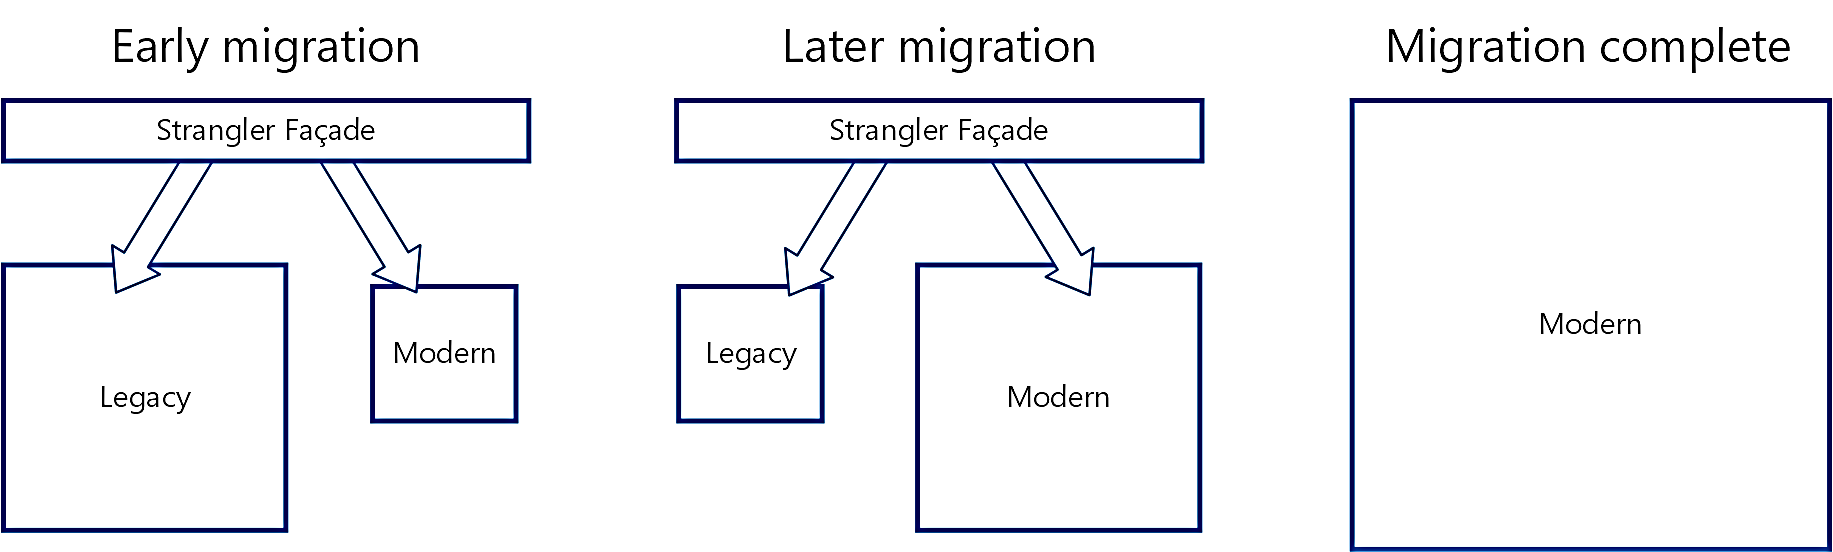 Early migration
Strangler Façade
Legacy
Modern
Later migration
Strangler Façade
Legacy
Modern
Migration complete
Modern